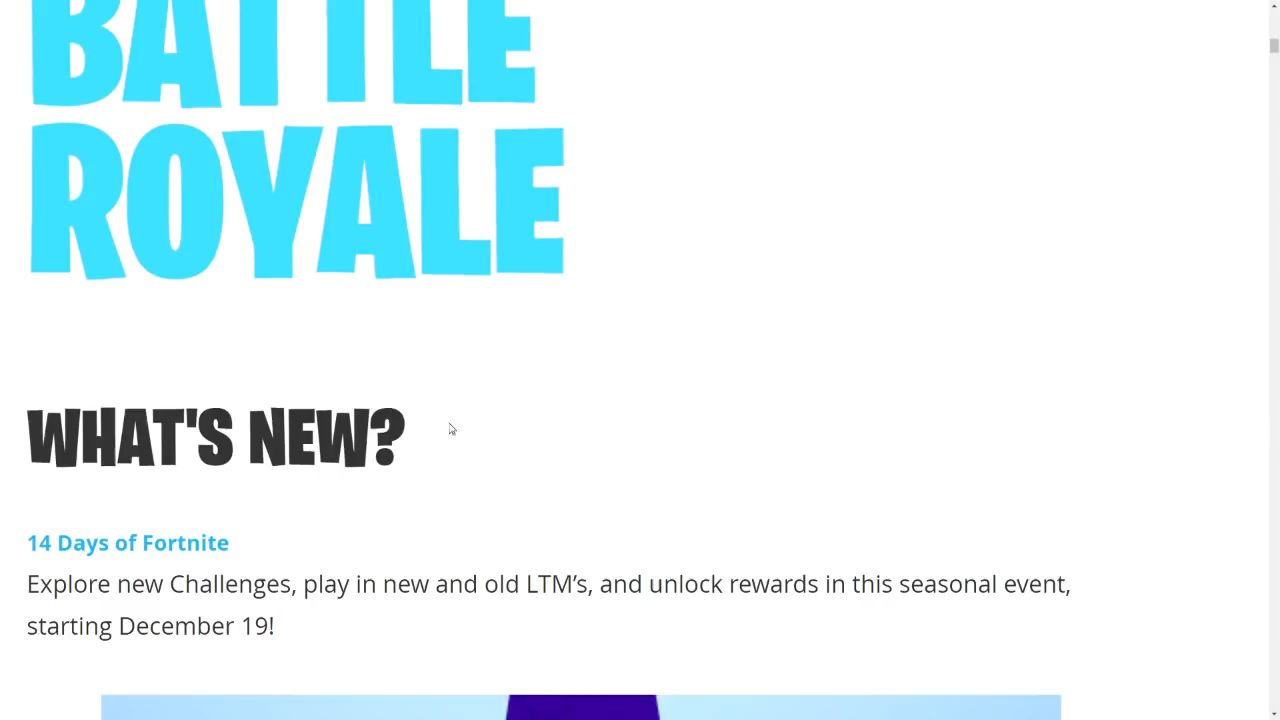 BATTLE
ROYALE
WHAT'S NEW?
14 Days of Fortnite
Explore new Challenges, play in new and old LTM’s, and unlock rewards in this seasonal event,
starting December 19!